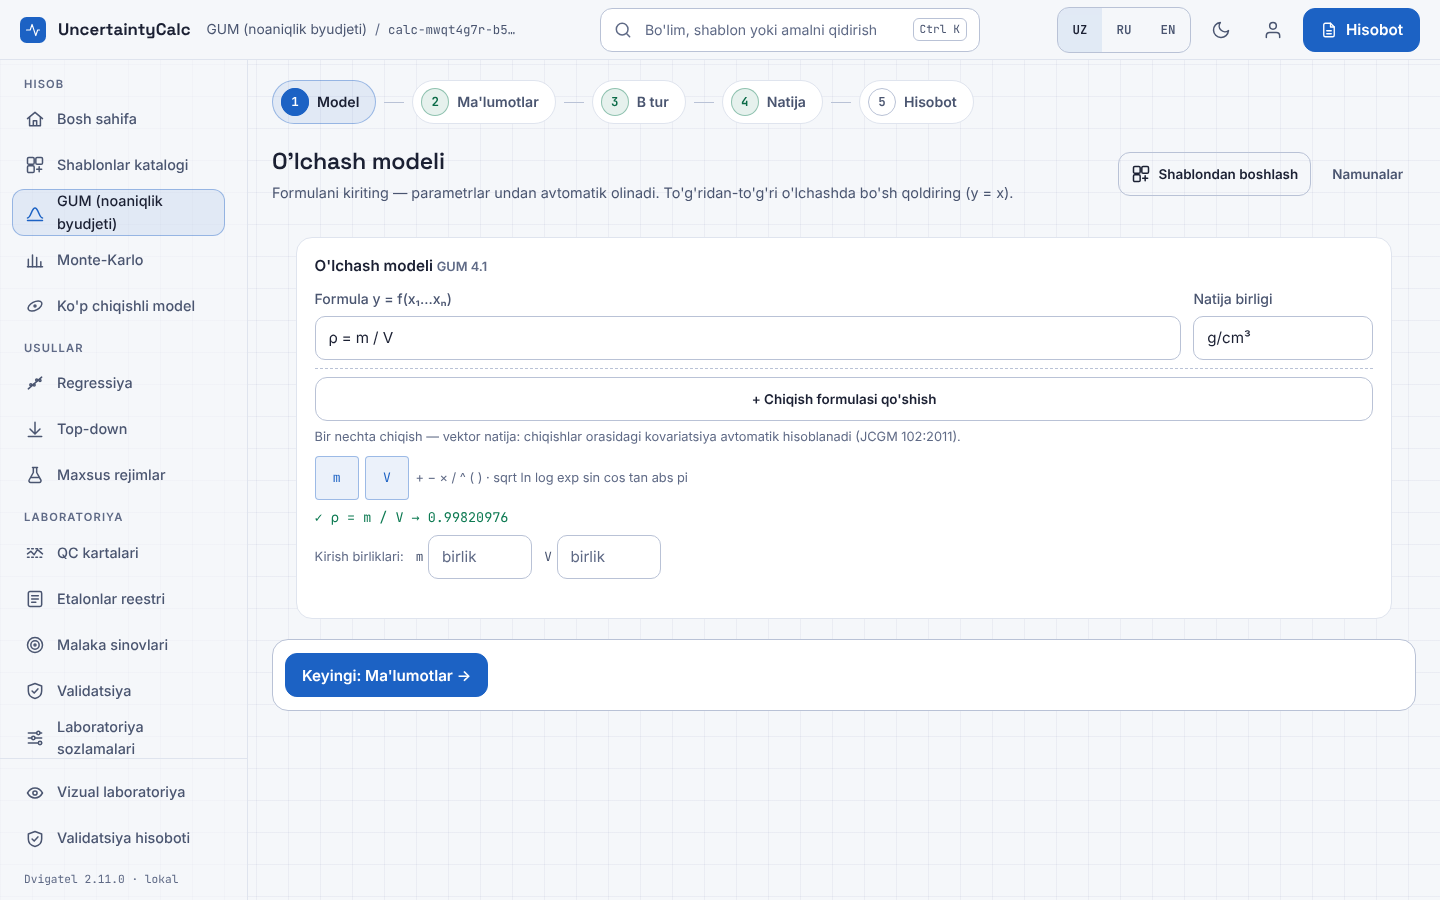 UncertaintyCalc
GUM (noaniqlik byudjeti) / calc-mwqt4g7r-b5…
Bo'lim, shablon yoki amalni qidirish
Ctrl K
UZ
RU
EN
Hisobot
HISOB
Bosh sahifa
Shablonlar katalogi
GUM (noaniqlik
byudjeti)
Monte-Karlo
Ko'p chiqishli model
USULLAR
Regressiya
Top-down
Maxsus rejimlar
LABORATORIYA
QC kartalari
Etalonlar reestri
Malaka sinovlari
Validatsiya
Laboratoriya
sozlamalari
Vizual laboratoriya
Validatsiya hisoboti
Dvigatel 2.11.0 · lokal
1 Model
2 Ma'lumotlar
3 B tur
4 Natija
5 Hisobot
O'lchash modeli
Formulani kiriting — parametrlar undan avtomatik olinadi. To'g'ridan-to'g'ri o'lchashda bo'sh qoldiring (y = x).
Shablondan boshlash
Namunalar
O'lchash modeli GUM 4.1
Formula y = f(x₁…xₙ)
Natija birligi
ρ = m / V
g/cm³
+ Chiqish formulasi qo'shish
Bir nechta chiqish — vektor natija: chiqishlar orasidagi kovariatsiya avtomatik hisoblanadi (JCGM 102:2011).
m
V
+ − × / ^ ( ) · sqrt ln log exp sin cos tan abs pi
✓ ρ = m / V → 0.99820976
Kirish birliklari: m birlik V birlik
Keyingi: Ma'lumotlar →